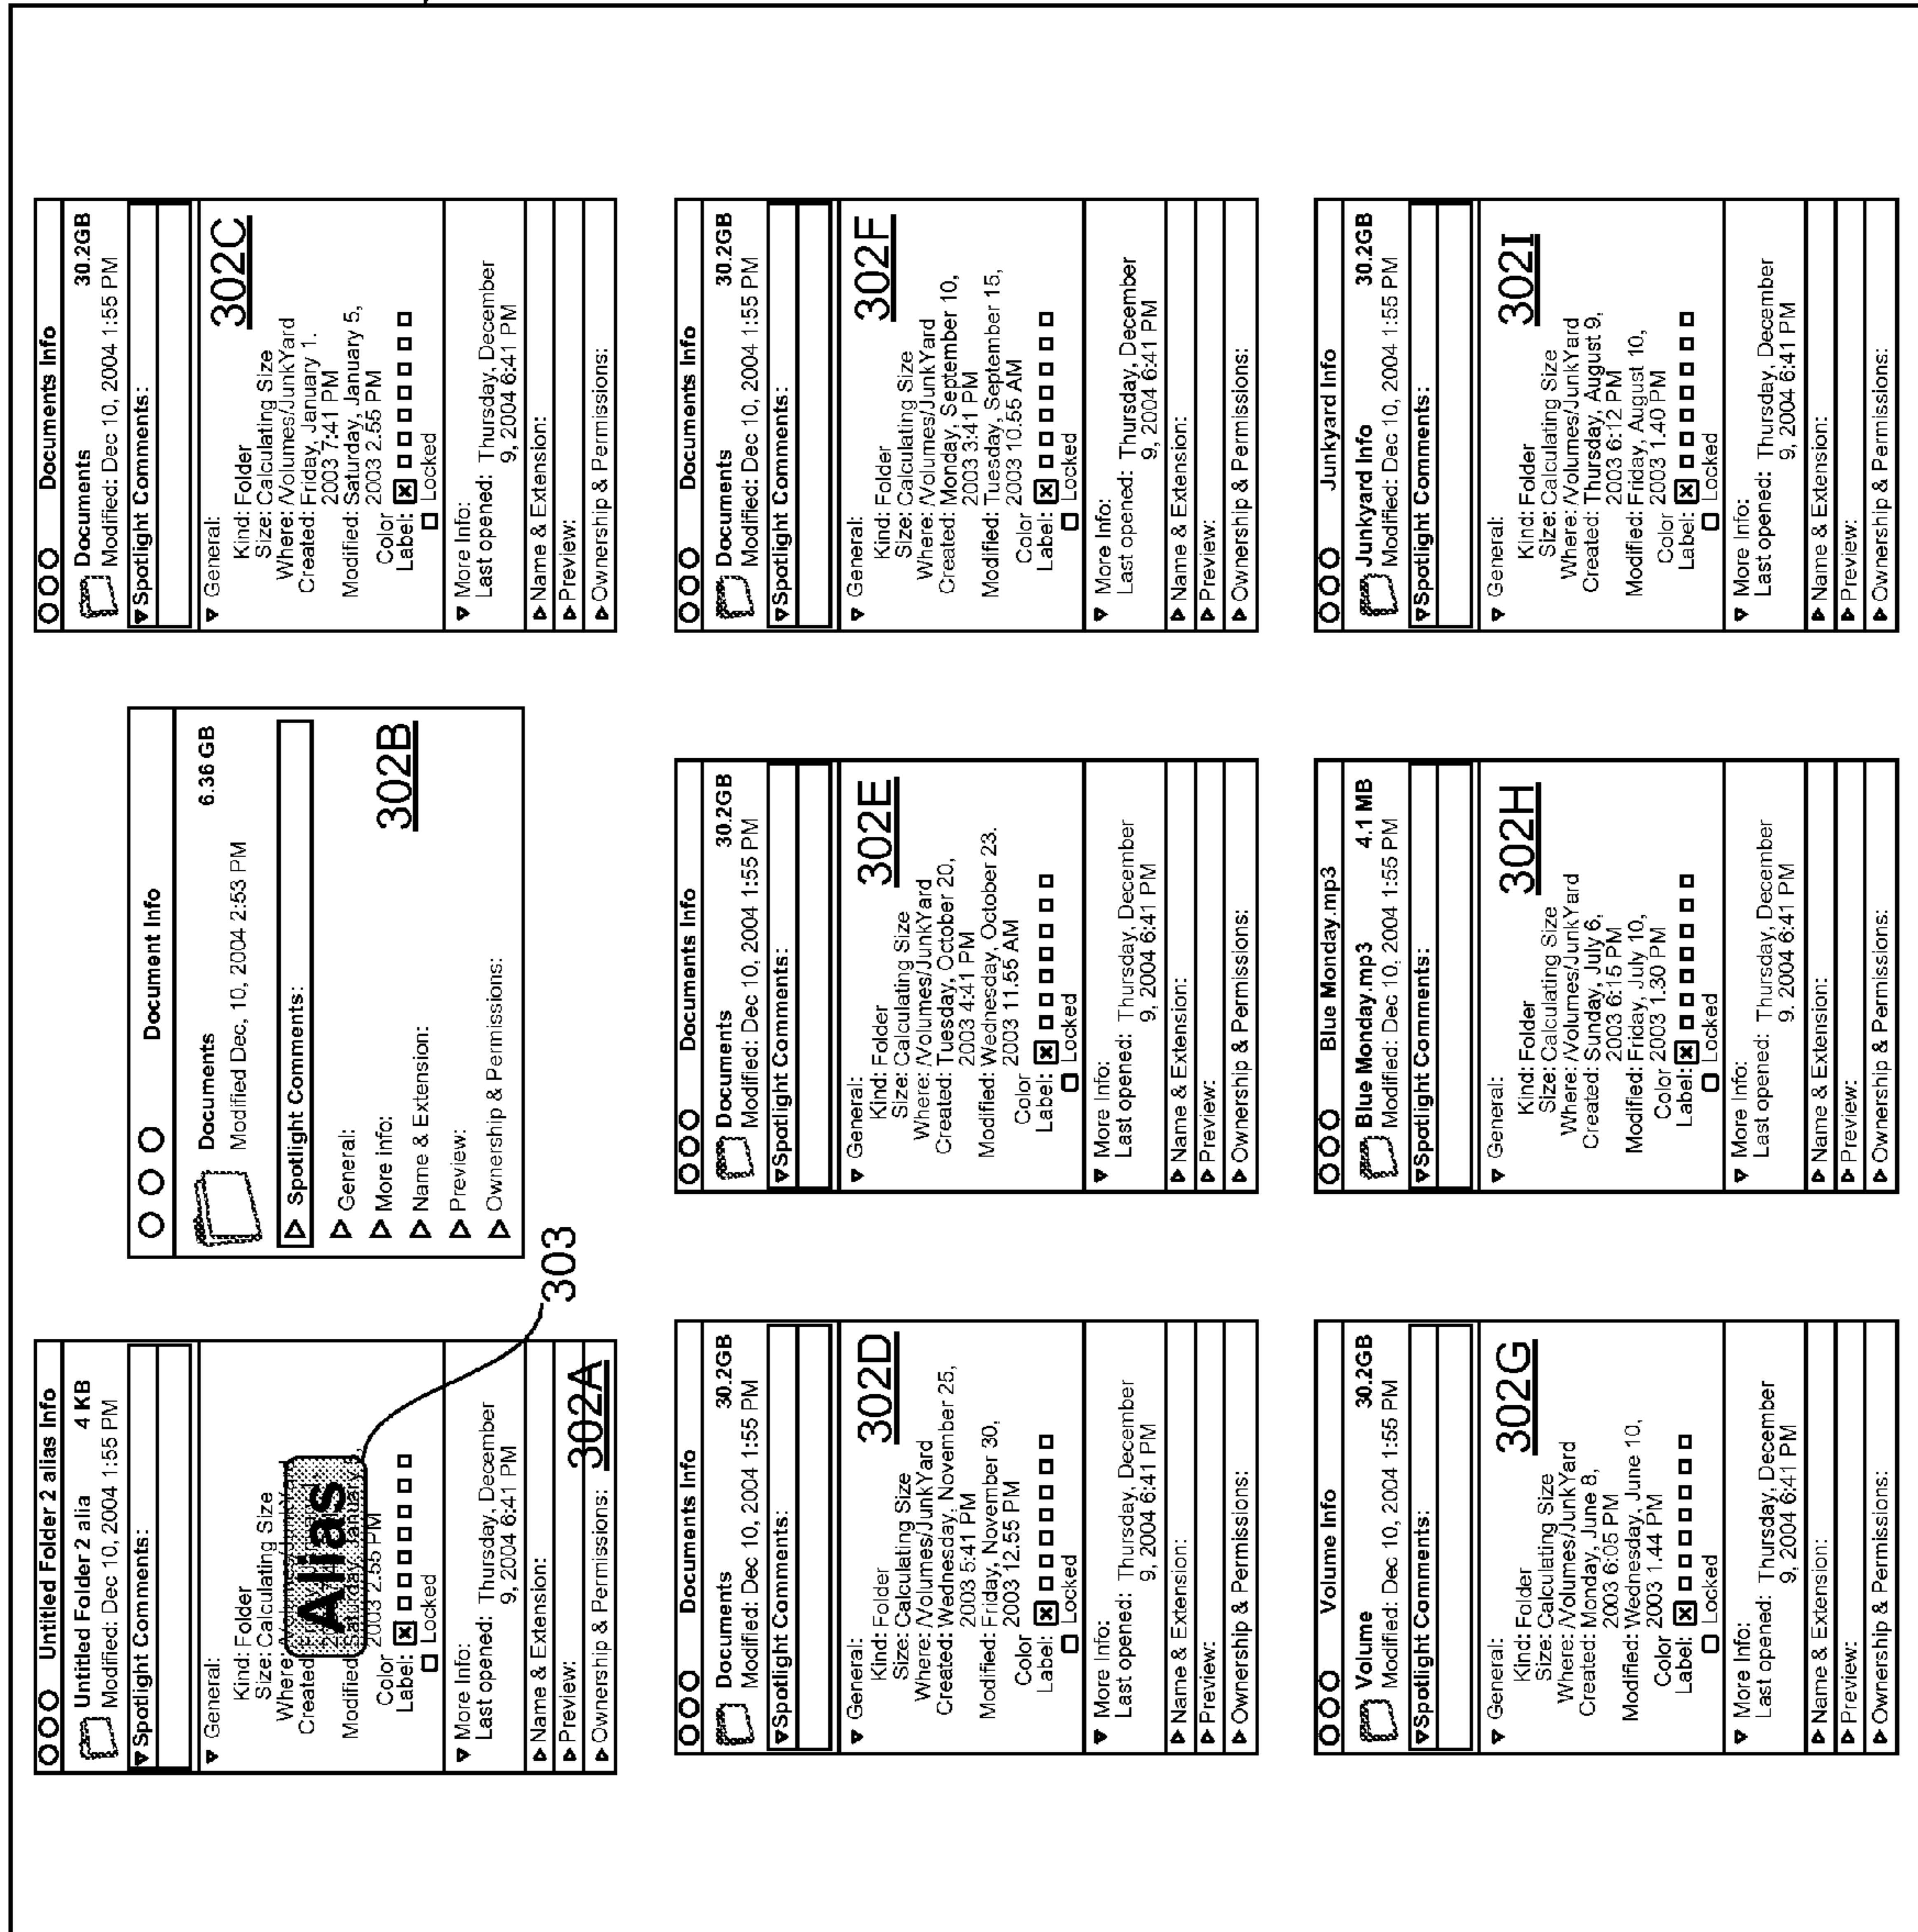 Untitled Folder 2 alias Info
Untitled Folder 2 alia 4 KB
Modified: Dec 10, 2004 1:55 PM
Spotlight Comments:
General:
Kind: Folder
Size: Calculating Size
Where: /Volumes/JunkYard
Created:
Alias
Modified: Saturday, January 5,
2003 2.55 PM
Color
Label:
Locked
More Info:
Last opened: Thursday, December
9, 2004 6:41 PM
Name & Extension:
Preview:
Ownership & Permissions:
302A
303
Document Info
Documents 6.36 GB
Modified Dec, 10, 2004 2:53 PM
Spotlight Comments:
General:
More info:
Name & Extension:
Preview:
Ownership & Permissions:
302B
Documents Info
Documents 30.2GB
Modified: Dec 10, 2004 1:55 PM
Spotlight Comments:
General:
302C
Kind: Folder
Size: Calculating Size
Where: /Volumes/JunkYard
Created: Friday, January 1.
2003 7:41 PM
Modified: Saturday, January 5,
2003 2.55 PM
Color
Label:
Locked
More Info:
Last opened: Thursday, December
9, 2004 6:41 PM
Name & Extension:
Preview:
Ownership & Permissions:
Documents Info
Documents 30.2GB
Modified: Dec 10, 2004 1:55 PM
Spotlight Comments:
General:
302D
Kind: Folder
Size: Calculating Size
Where: /Volumes/JunkYard
Created: Wednesday, November 25,
2003 5:41 PM
Modified: Friday, November 30,
2003 12.55 PM
Color
Label:
Locked
More Info:
Last opened: Thursday, December
9, 2004 6:41 PM
Name & Extension:
Preview:
Ownership & Permissions:
Documents Info
Documents 30.2GB
Modified: Dec 10, 2004 1:55 PM
Spotlight Comments:
General:
302E
Kind: Folder
Size: Calculating Size
Where: /Volumes/JunkYard
Created: Tuesday, October 20,
2003 4:41 PM
Modified: Wednesday, October 23.
2003 11.55 AM
Color
Label:
Locked
More Info:
Last opened: Thursday, December
9, 2004 6:41 PM
Name & Extension:
Preview:
Ownership & Permissions:
Documents Info
Documents 30.2GB
Modified: Dec 10, 2004 1:55 PM
Spotlight Comments:
General:
302F
Kind: Folder
Size: Calculating Size
Where: /Volumes/JunkYard
Created: Monday, September 10,
2003 3:41 PM
Modified: Tuesday, September 15,
2003 10.55 AM
Color
Label:
Locked
More Info:
Last opened: Thursday, December
9, 2004 6:41 PM
Name & Extension:
Preview:
Ownership & Permissions:
Volume Info
Volume 30.2GB
Modified: Dec 10, 2004 1:55 PM
Spotlight Comments:
General:
302G
Kind: Folder
Size: Calculating Size
Where: /Volumes/JunkYard
Created: Monday, June 8,
2003 6:05 PM
Modified: Wednesday, June 10,
2003 1.44 PM
Color
Label:
Locked
More Info:
Last opened: Thursday, December
9, 2004 6:41 PM
Name & Extension:
Preview:
Ownership & Permissions:
Blue Monday.mp3
Blue Monday.mp3 4.1 MB
Modified: Dec 10, 2004 1:55 PM
Spotlight Comments:
General:
302H
Kind: Folder
Size: Calculating Size
Where: /Volumes/JunkYard
Created: Sunday, July 6,
2003 6:15 PM
Modified: Friday, July 10,
2003 1.30 PM
Color
Label:
Locked
More Info:
Last opened: Thursday, December
9. 2004 6:41 PM
Name & Extension:
Preview:
Ownership & Permissions:
Junkyard Info
Junkyard Info 30.2GB
Modified: Dec 10, 2004 1:55 PM
Spotlight Comments:
General:
302I
Kind: Folder
Size: Calculating Size
Where: /Volumes/JunkYard
Created: Thursday, August 9,
2003 6:12 PM
Modified: Friday, August 10,
2003 1.40 PM
Color
Label:
Locked
More Info:
Last opened: Thursday, December
9, 2004 6:41 PM
Name & Extension:
Preview:
Ownership & Permissions: